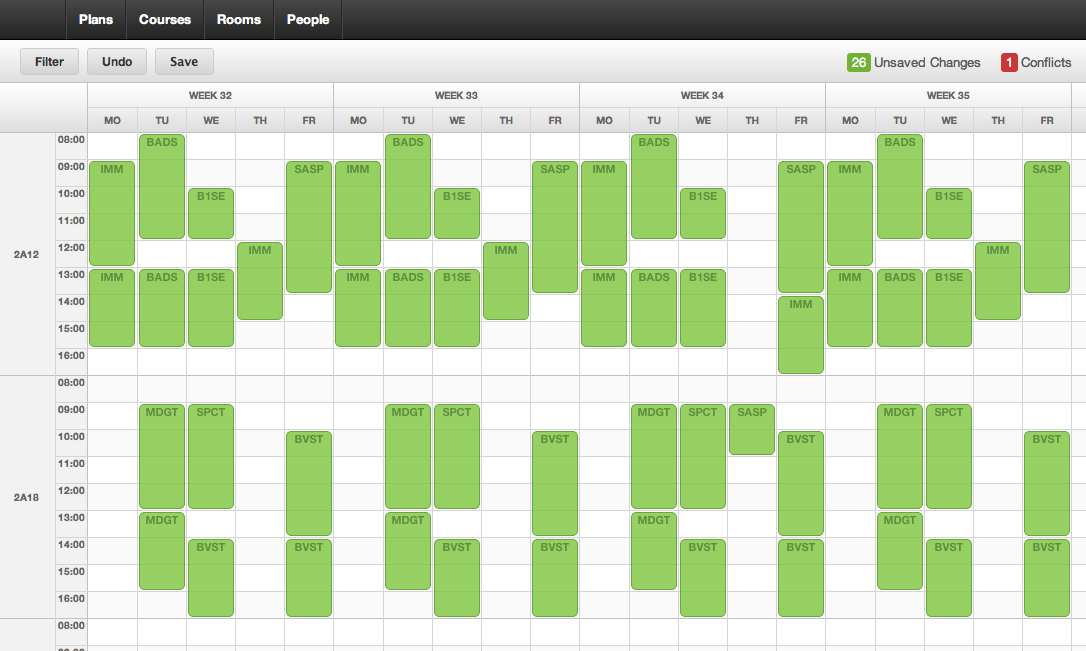 Plans Courses Rooms People
Filter Undo Save 26 Unsaved Changes 1 Conflicts
WEEK 32 WEEK 33 WEEK 34 WEEK 35
MO TU WE TH FR MO TU WE TH FR MO TU WE TH FR MO TU WE TH FR
08:00 BADS BADS BADS BADS
09:00 IMM SASP IMM SASP IMM SASP IMM SASP
10:00 B1SE B1SE B1SE B1SE
11:00
12:00 IMM IMM IMM
2A12
13:00 IMM BADS B1SE IMM BADS B1SE IMM BADS B1SE IMM BADS B1SE
14:00 IMM
15:00
16:00
08:00
09:00 MDGT SPCT MDGT SPCT MDGT SPCT SASP MDGT SPCT
10:00 BVST BVST BVST BVST
11:00
12:00
2A18
13:00 MDGT MDGT MDGT MDGT
14:00 BVST BVST BVST BVST BVST BVST BVST BVST
15:00
16:00
08:00